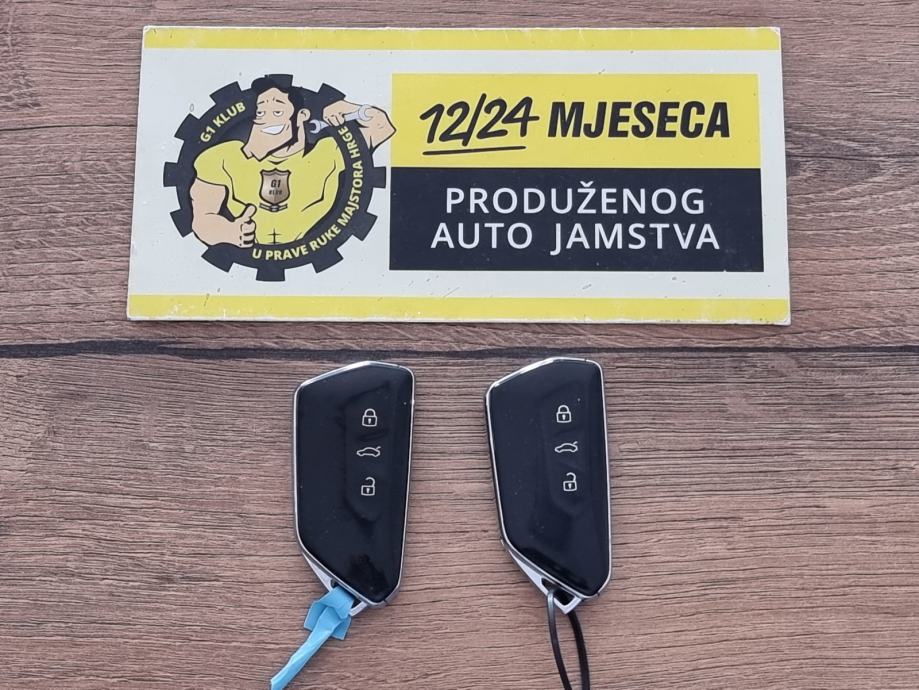 G1 KLUB
U PRAVE RUKE MAJSTORA HRGE
G1
KLUB
12/24 MJESECA
PRODUŽENOG
AUTO JAMSTVA